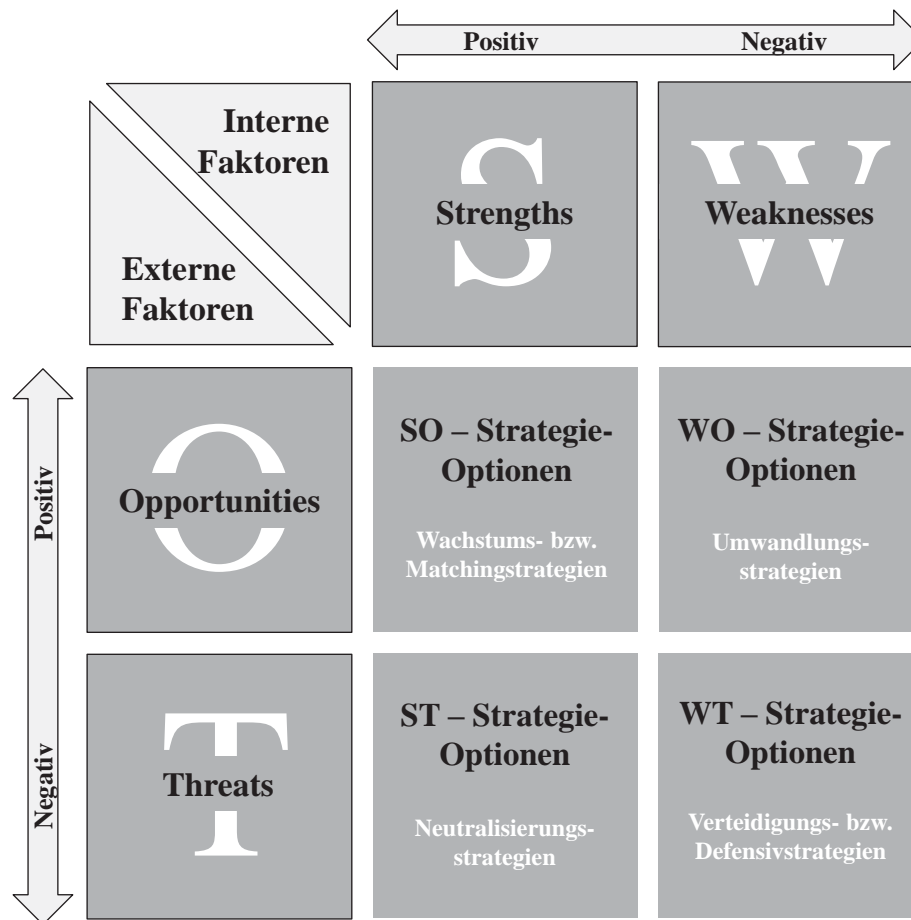 Positiv
Negativ
Interne
Faktoren
Externe
Faktoren
S
Strengths
W
Weaknesses
Positiv
Negativ
O
Opportunities
SO – Strategie-
Optionen
Wachstums- bzw.
Matchingstrategien
WO – Strategie-
Optionen
Umwandlungs-
strategien
T
Threats
ST – Strategie-
Optionen
Neutralisierungs-
strategien
WT – Strategie-
Optionen
Verteidigungs- bzw.
Defensivstrategien